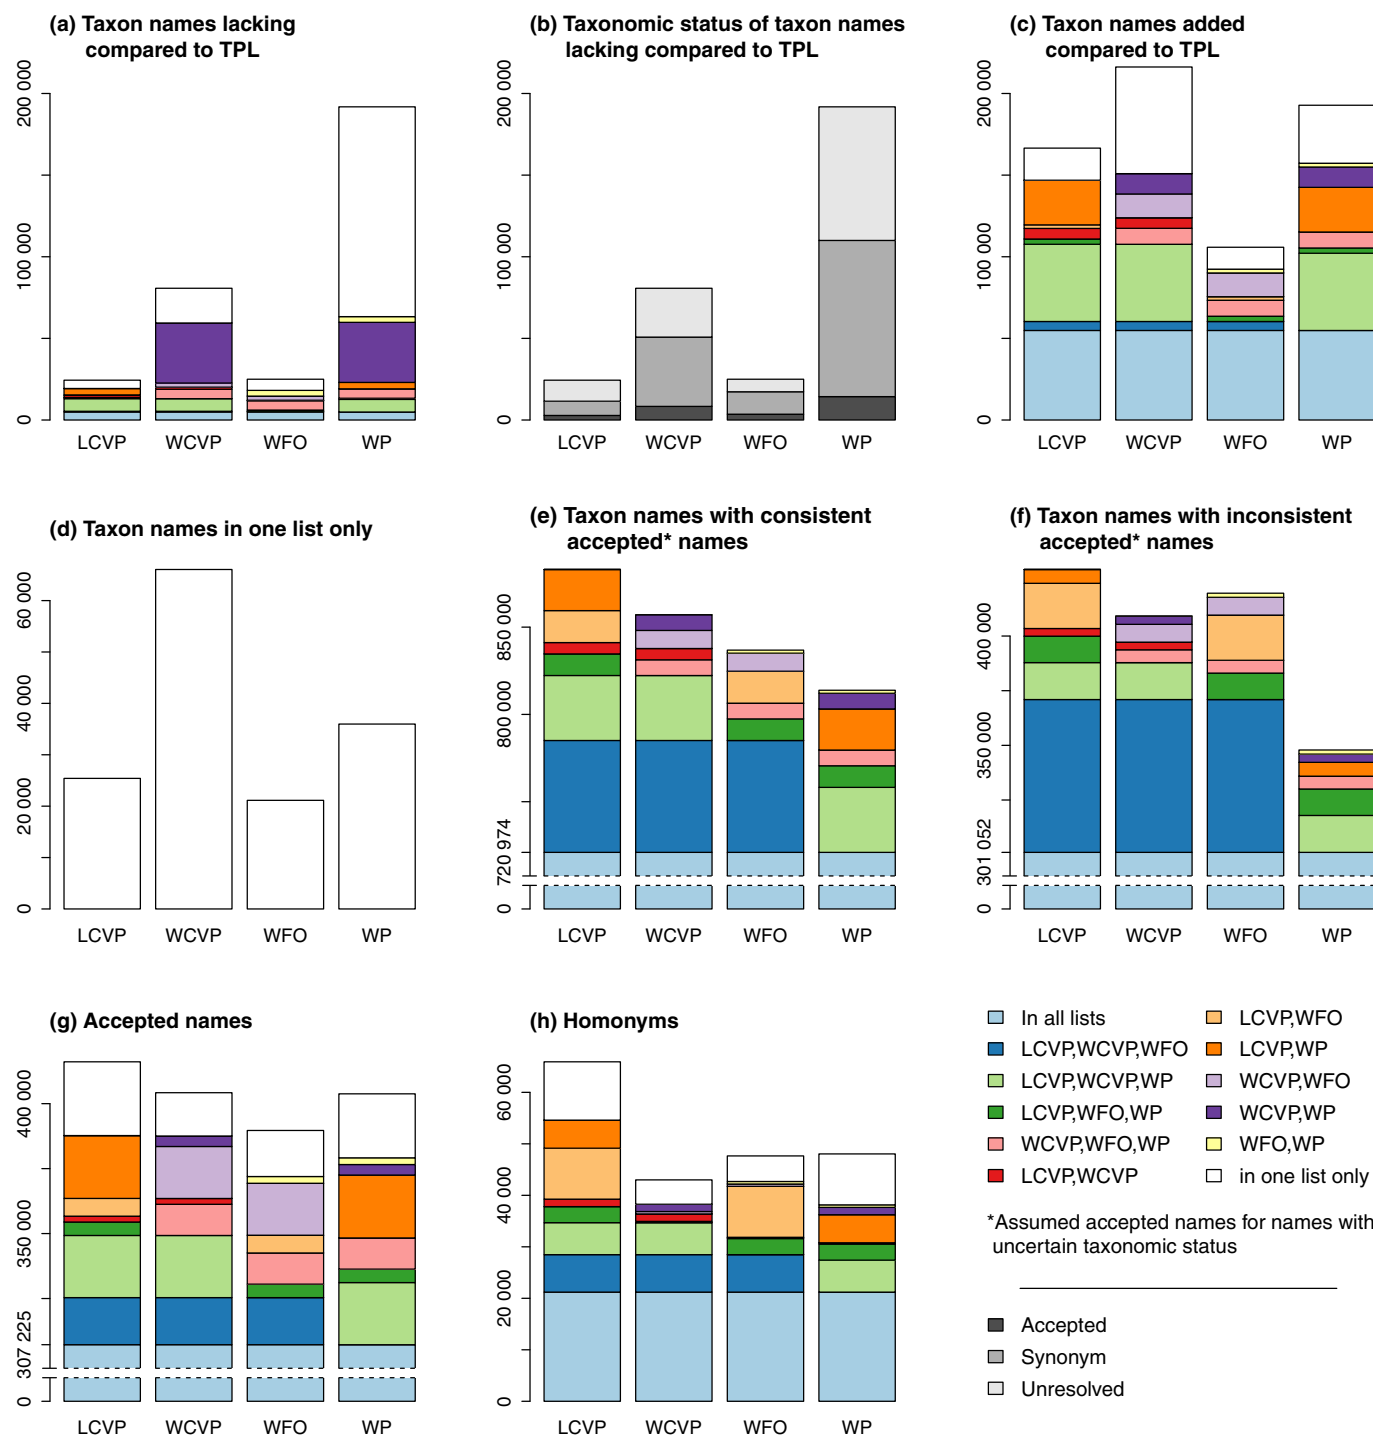 (a) Taxon names lacking
compared to TPL
0
100 000
200 000
LCVP
WCVP
WFO
WP
(b) Taxonomic status of taxon names
lacking compared to TPL
0
100 000
200 000
LCVP
WCVP
WFO
WP
(c) Taxon names added
compared to TPL
0
100 000
200 000
LCVP
WCVP
WFO
WP
(d) Taxon names in one list only
0
20 000
40 000
60 000
LCVP
WCVP
WFO
WP
(e) Taxon names with consistent
accepted* names
0
720 974
800 000
850 000
LCVP
WCVP
WFO
WP
(f) Taxon names with inconsistent
accepted* names
0
301 052
350 000
400 000
LCVP
WCVP
WFO
WP
(g) Accepted names
0
307 225
350 000
400 000
LCVP
WCVP
WFO
WP
(h) Homonyms
0
20 000
40 000
60 000
LCVP
WCVP
WFO
WP
In all lists
LCVP,WCVP,WFO
LCVP,WCVP,WP
LCVP,WFO,WP
WCVP,WFO,WP
LCVP,WCVP
LCVP,WFO
LCVP,WP
WCVP,WFO
WCVP,WP
WFO,WP
in one list only
*Assumed accepted names for names with
uncertain taxonomic status
Accepted
Synonym
Unresolved